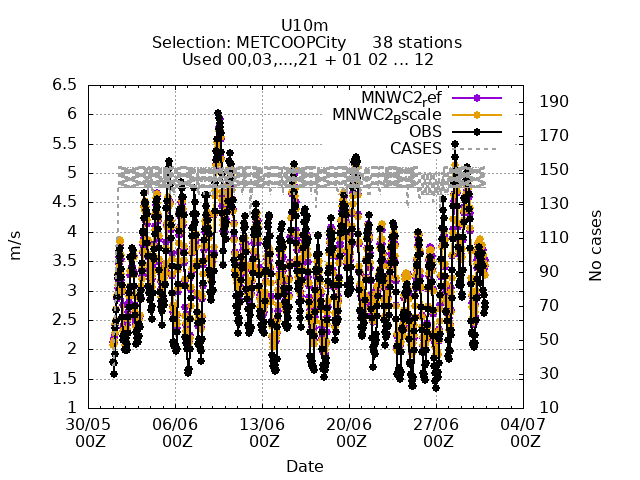 U10m
Selection: METCOOPCity     38 stations
Used 00,03,...,21 + 01 02 ... 12
MNWC2_ref
MNWC2_Bscale
OBS
CASES
6.5
6
5.5
5
4.5
4
3.5
3
2.5
2
1.5
1
m/s
190
170
150
130
110
90
70
50
30
10
No cases
30/05 06/06 13/06 20/06 27/06 04/07
00Z 00Z 00Z 00Z 00Z 00Z
Date